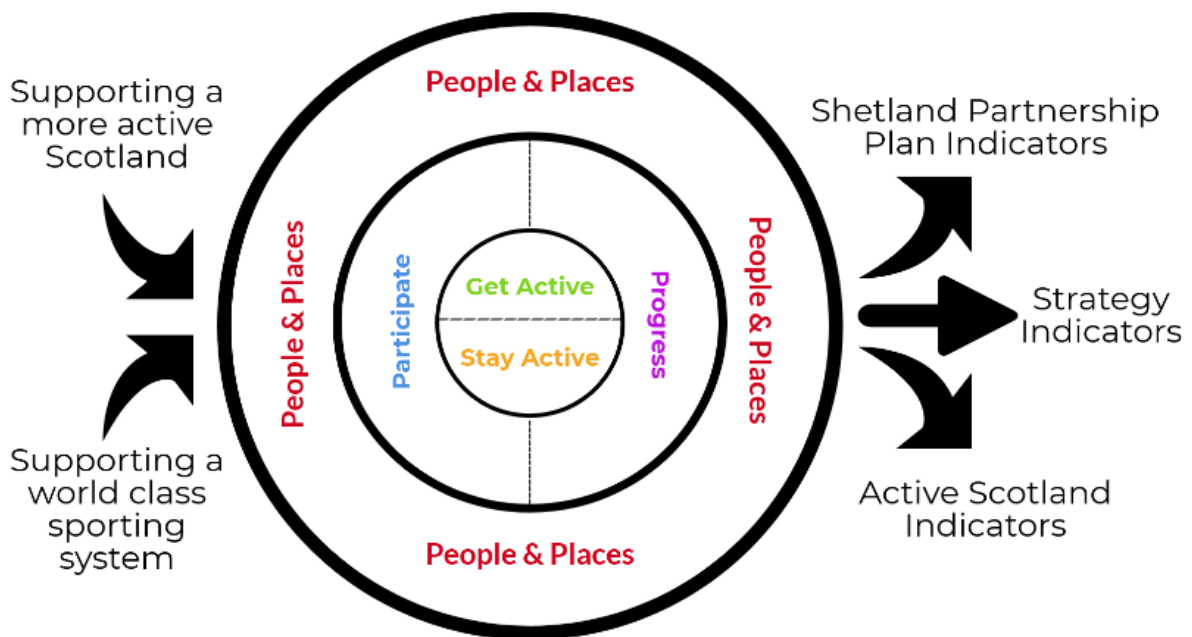 Supporting a
more active
Scotland
Supporting a
world class
sporting
system
People & Places
People & Places
Participate
Get Active
Stay Active
Progress
People & Places
People & Places
Shetland Partnership
Plan Indicators
Strategy
Indicators
Active Scotland
Indicators